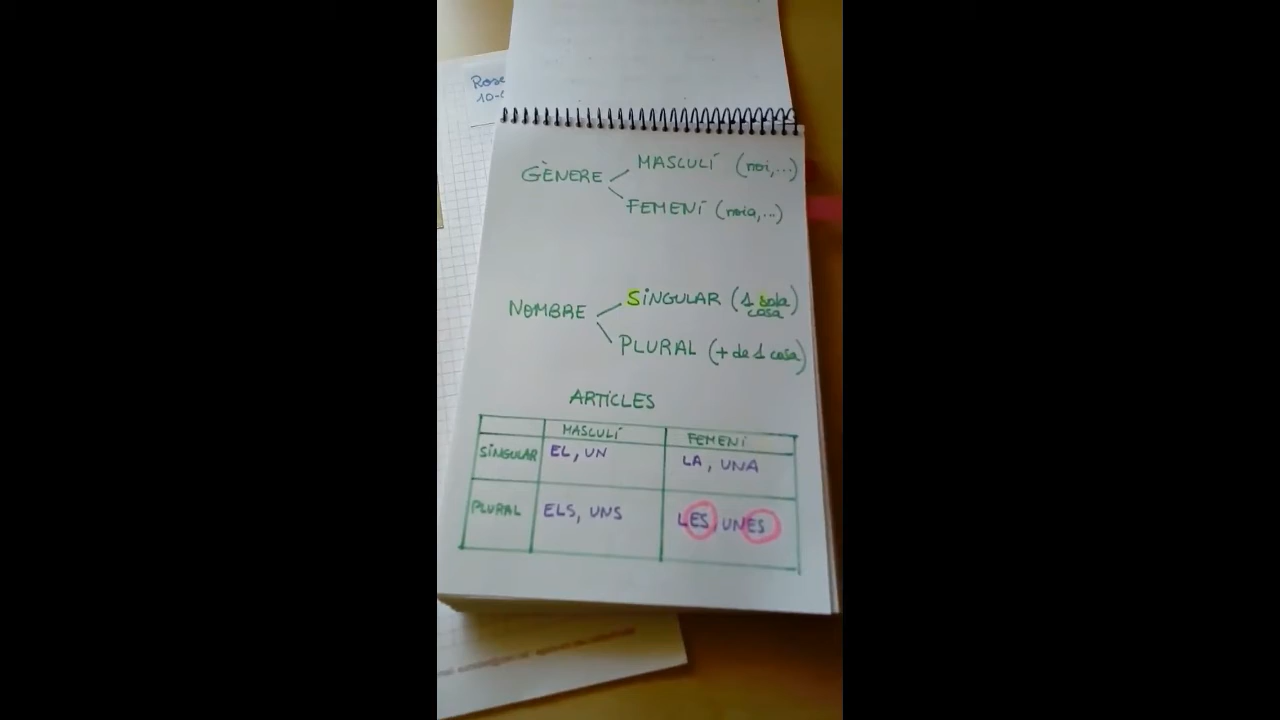 10-
GÈNERE
MASCULÍ (noi,...)
FEMENÍ (noia,...)
NOMBRE
SINGULAR (1 sola
cosa)
PLURAL (+ de 1 cosa)
ARTICLES
MASCULÍ FEMENÍ
SINGULAR EL, UN LA, UNA
PLURAL ELS, UNS LES, UNES